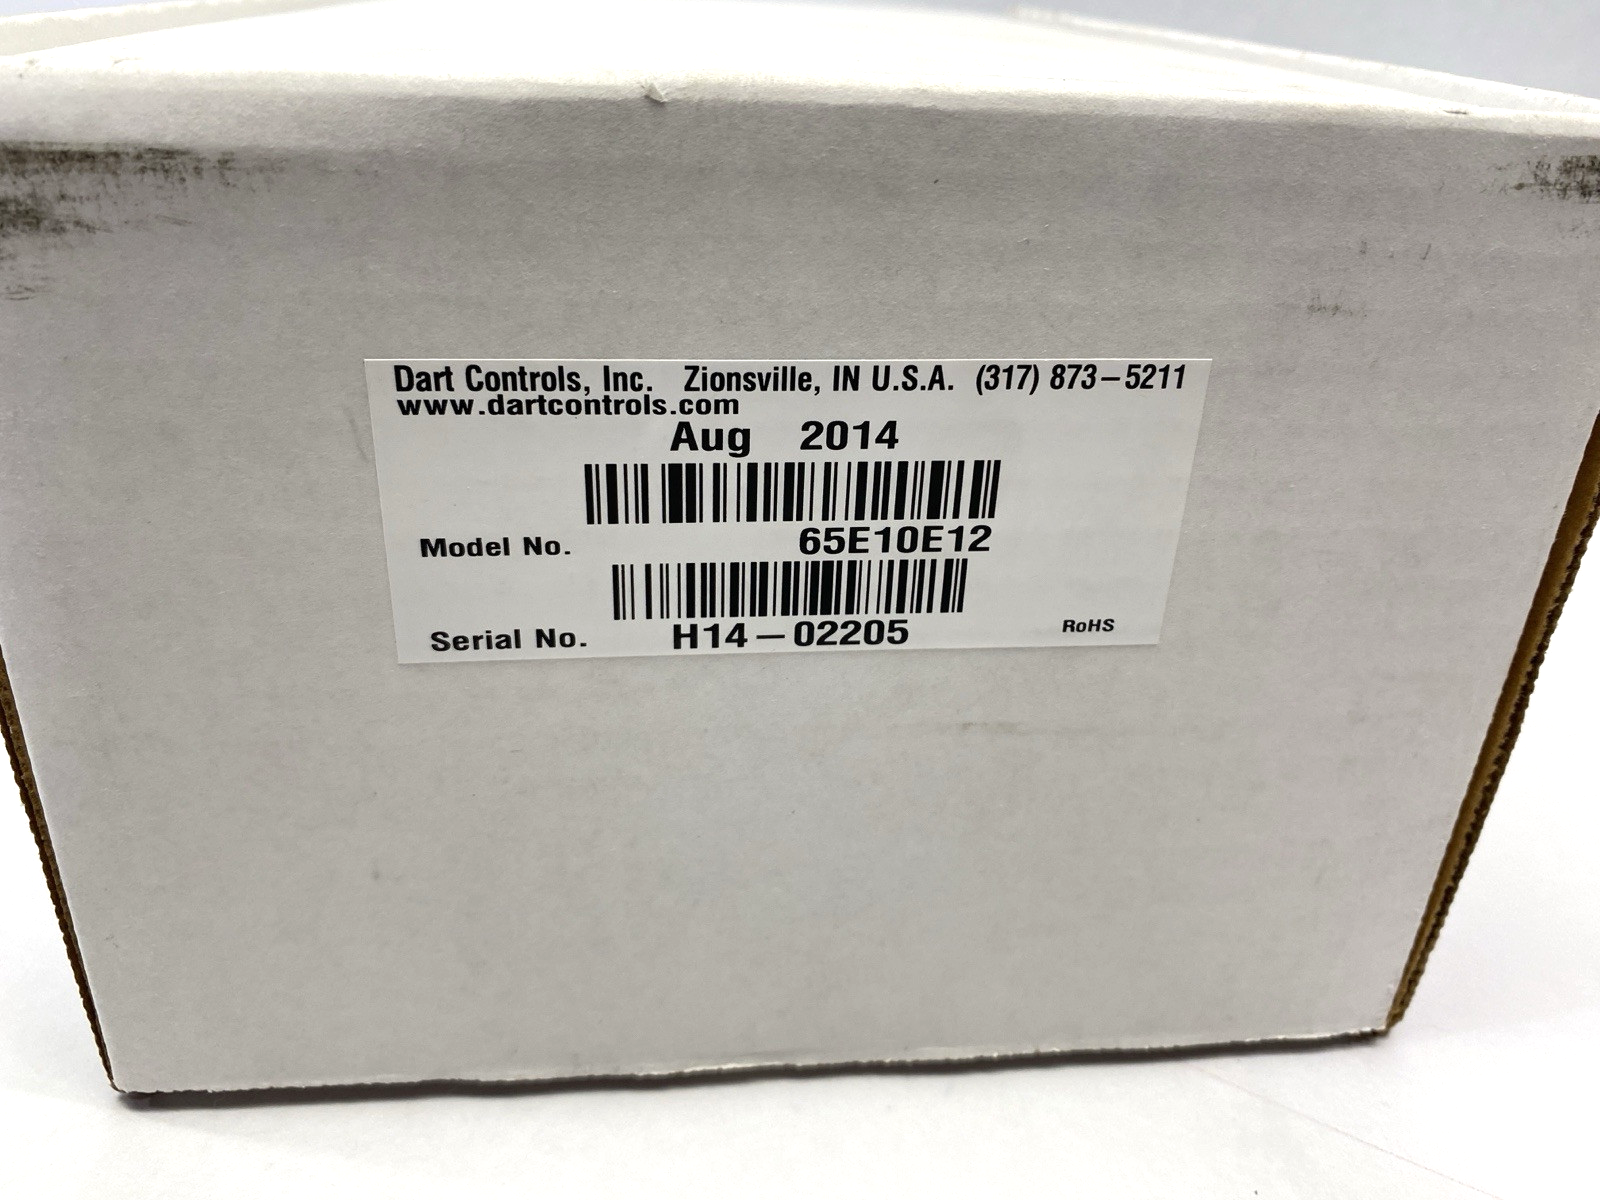 Dart Controls, Inc. Zionsville, IN U.S.A. (317) 873-5211
www.dartcontrols.com
Aug 2014
Model No. 65E10E12
Serial No. H14-02205 RoHS